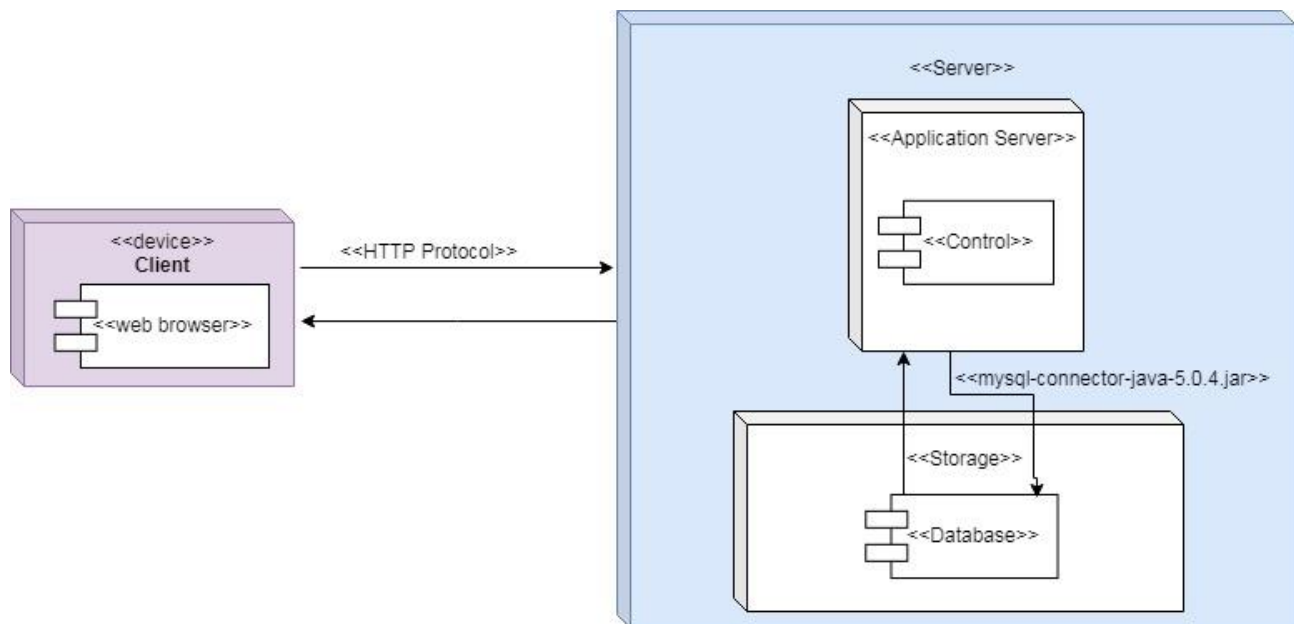 <<Server>>
<<Application Server>>
<<Control>>
<<device>>
Client
<<web browser>>
<<HTTP Protocol>>
<<mysql-connector-java-5.0.4.jar>>
<<Storage>>
<<Database>>